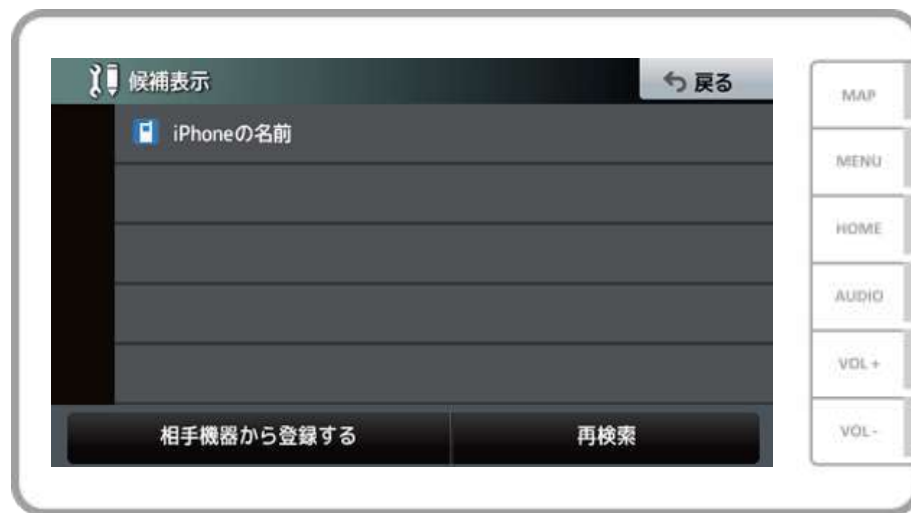 候補表示
戻る
iPhoneの名前
相手機器から登録する
再検索
MAP
MENU
HOME
AUDIO
VOL +
VOL -